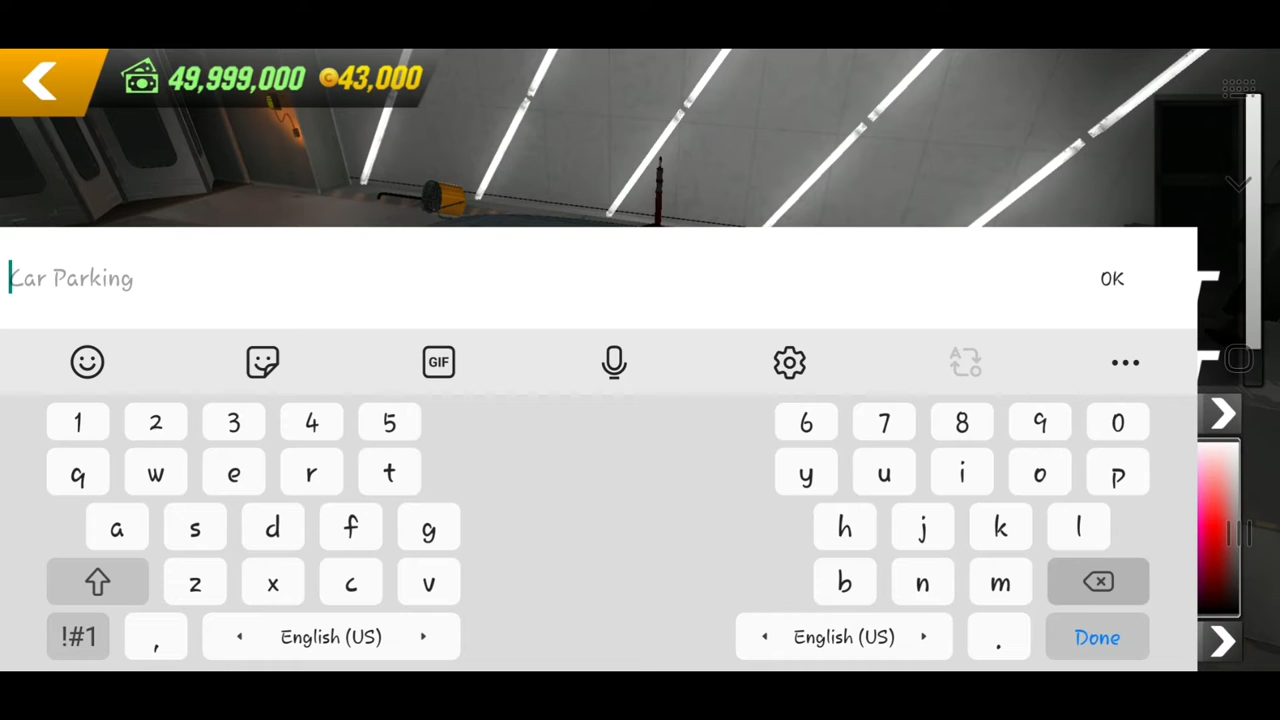 49,999,000 C 43,000
Car Parking OK
GIF
1 2 3 4 5 6 7 8 9 0
q w e r t y u i o p
a s d f g h j k l
z x c v b n m
!#1 , English (US) English (US) . Done